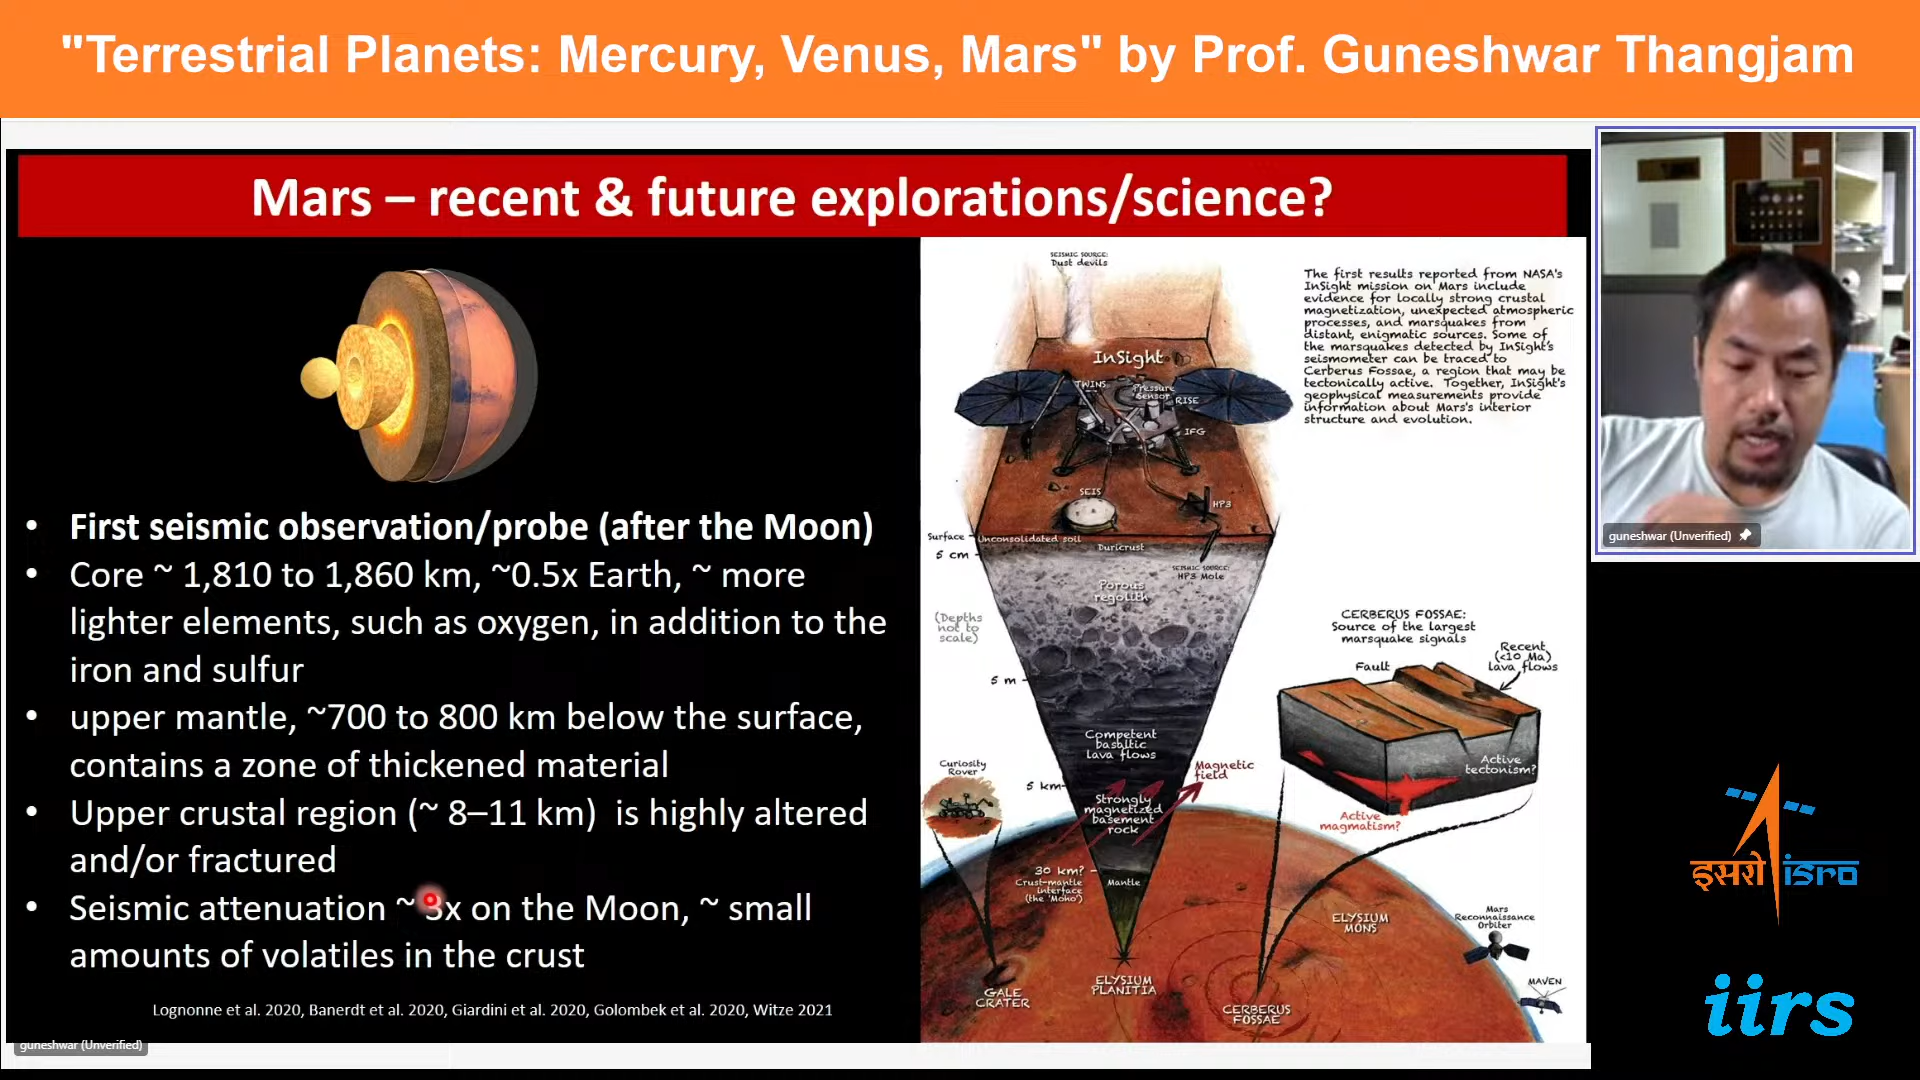 "Terrestrial Planets: Mercury, Venus, Mars" by Prof. Guneshwar Thangjam
Mars – recent & future explorations/science?
• First seismic observation/probe (after the Moon)
• Core ~ 1,810 to 1,860 km, ~0.5x Earth, ~ more
lighter elements, such as oxygen, in addition to the
iron and sulfur
• upper mantle, ~700 to 800 km below the surface,
contains a zone of thickened material
• Upper crustal region (~ 8–11 km) is highly altered
and/or fractured
• Seismic attenuation ~ 3x on the Moon, ~ small
amounts of volatiles in the crust
Lognonne et al. 2020, Banerdt et al. 2020, Giardini et al. 2020, Golombek et al. 2020, Witze 2021
guneshwar (Unverified)
SEISMIC SOURCE:
Dust devils
InSight
TWINS
Pressure
Sensor
RISE
IFG
SEIS
HP3
Surface
Unconsolidated soil
Duricrust
5 cm
SEISMIC SOURCE:
HP3 Mole
Porous
regolith
(Depths
not to
scale)
5 m
Competent
basaltic
lava flows
Curiosity
Rover
5 km
Magnetic
field
Strongly
magnetized
basement
rock
30 km?
Crust-mantle
interface
(the 'Moho')
Mantle
GALE
CRATER
ELYSIUM
PLANITIA
CERBERUS
FOSSAE
ELYSIUM
MONS
Mars
Reconnaissance
Orbiter
MAVEN
The first results reported from NASA's
InSight mission on Mars include
evidence for locally strong crustal
magnetization, unexpected atmospheric
processes, and marsquakes from
distant, enigmatic sources. Some of
the marsquakes detected by InSight's
seismometer can be traced to
Cerberus Fossae, a region that may be
tectonically active. Together, InSight's
geophysical measurements provide
information about Mars's interior
structure and evolution.
CERBERUS FOSSAE:
Source of the largest
marsquake signals
Fault
Recent
(<10 Ma)
lava flows
Active
tectonism?
Active
magmatism?
guneshwar (Unverified)
इसरो isro
iirs